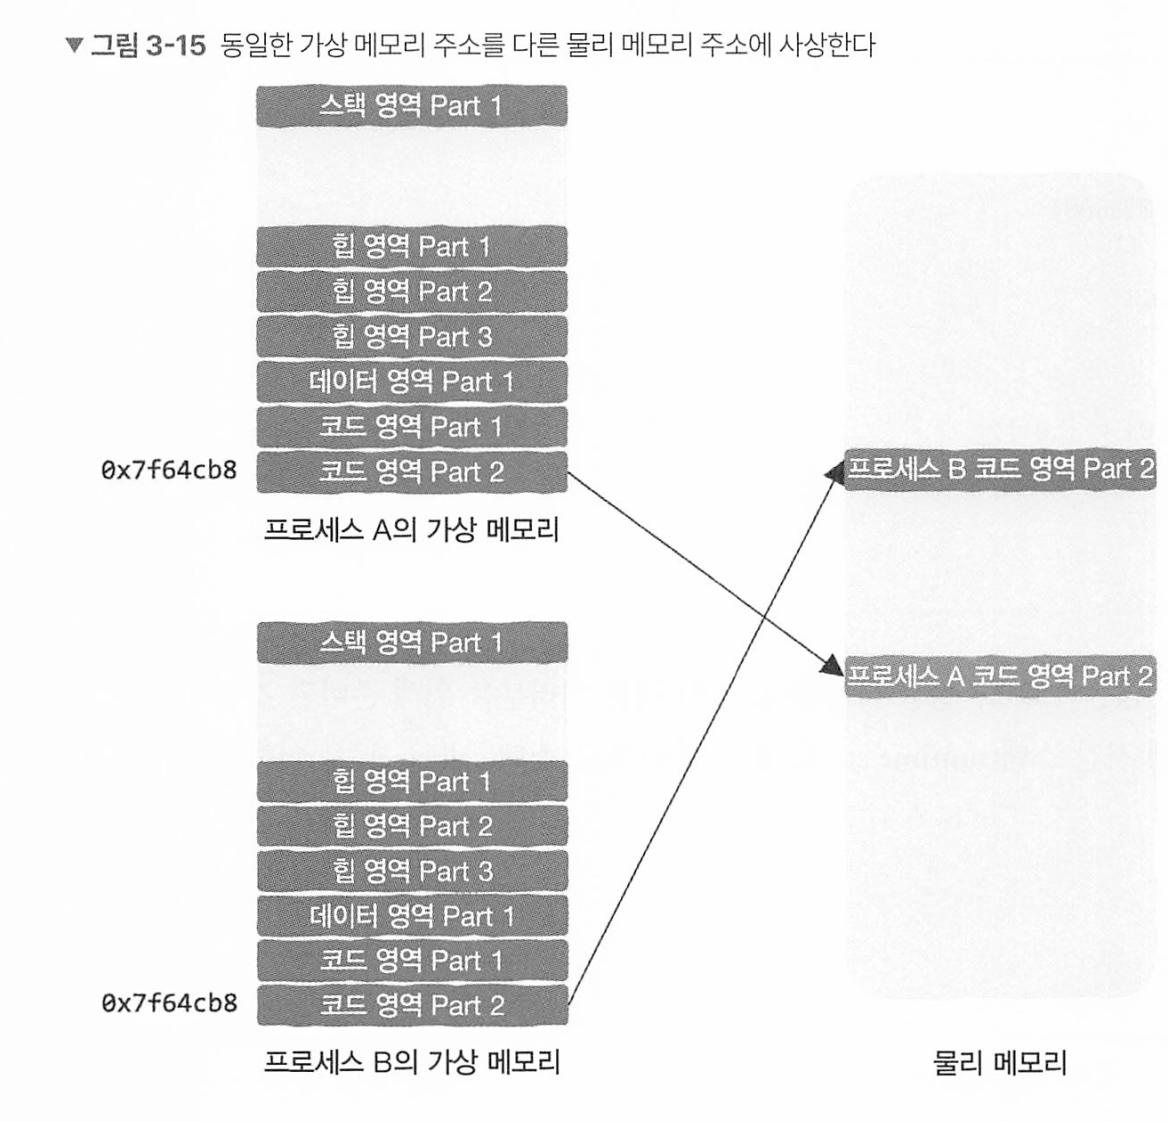 ▼ 그림 3-15 동일한 가상 메모리 주소를 다른 물리 메모리 주소에 사상한다
스택 영역 Part 1
힙 영역 Part 1
힙 영역 Part 2
힙 영역 Part 3
데이터 영역 Part 1
코드 영역 Part 1
0x7f64cb8
코드 영역 Part 2
프로세스 A의 가상 메모리
스택 영역 Part 1
힙 영역 Part 1
힙 영역 Part 2
힙 영역 Part 3
데이터 영역 Part 1
코드 영역 Part 1
0x7f64cb8
코드 영역 Part 2
프로세스 B의 가상 메모리
프로세스 B 코드 영역 Part 2
프로세스 A 코드 영역 Part 2
물리 메모리